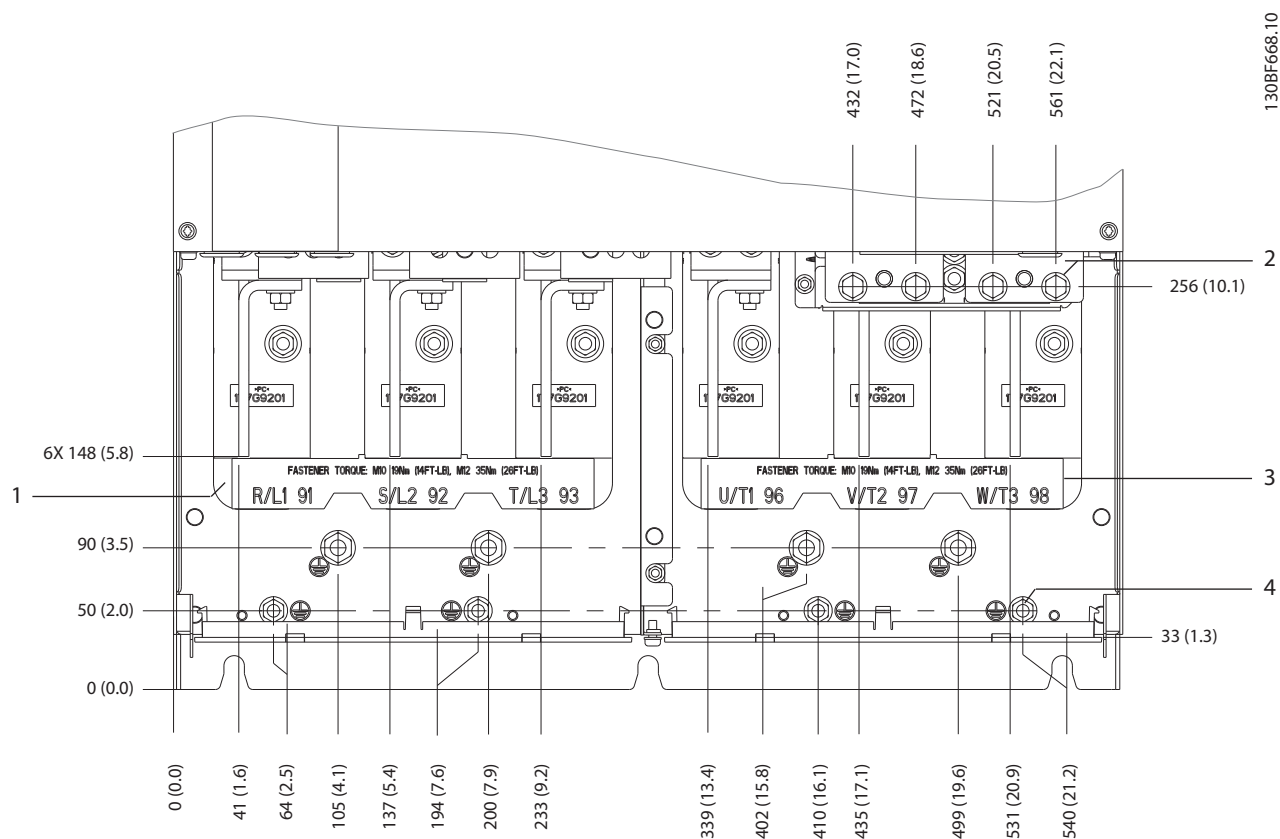 130BF668.10
432 (17.0)
472 (18.6)
521 (20.5)
561 (22.1)
2
256 (10.1)
•PC•
•PC•
•PC•
•PC•
•PC•
•PC•
6X 148 (5.8)
FASTENER TORQUE: M10 19Nm (14FT-LB), M12 35Nm (26FT-LB)
FASTENER TORQUE: M10 19Nm (14FT-LB), M12 35Nm (26FT-LB)
1
R/L1 91
S/L2 92
T/L3 93
U/T1 96
V/T2 97
W/T3 98
3
90 (3.5)
50 (2.0)
4
33 (1.3)
0 (0.0)
0 (0.0)
41 (1.6)
64 (2.5)
105 (4.1)
137 (5.4)
194 (7.6)
200 (7.9)
233 (9.2)
339 (13.4)
402 (15.8)
410 (16.1)
435 (17.1)
499 (19.6)
531 (20.9)
540 (21.2)